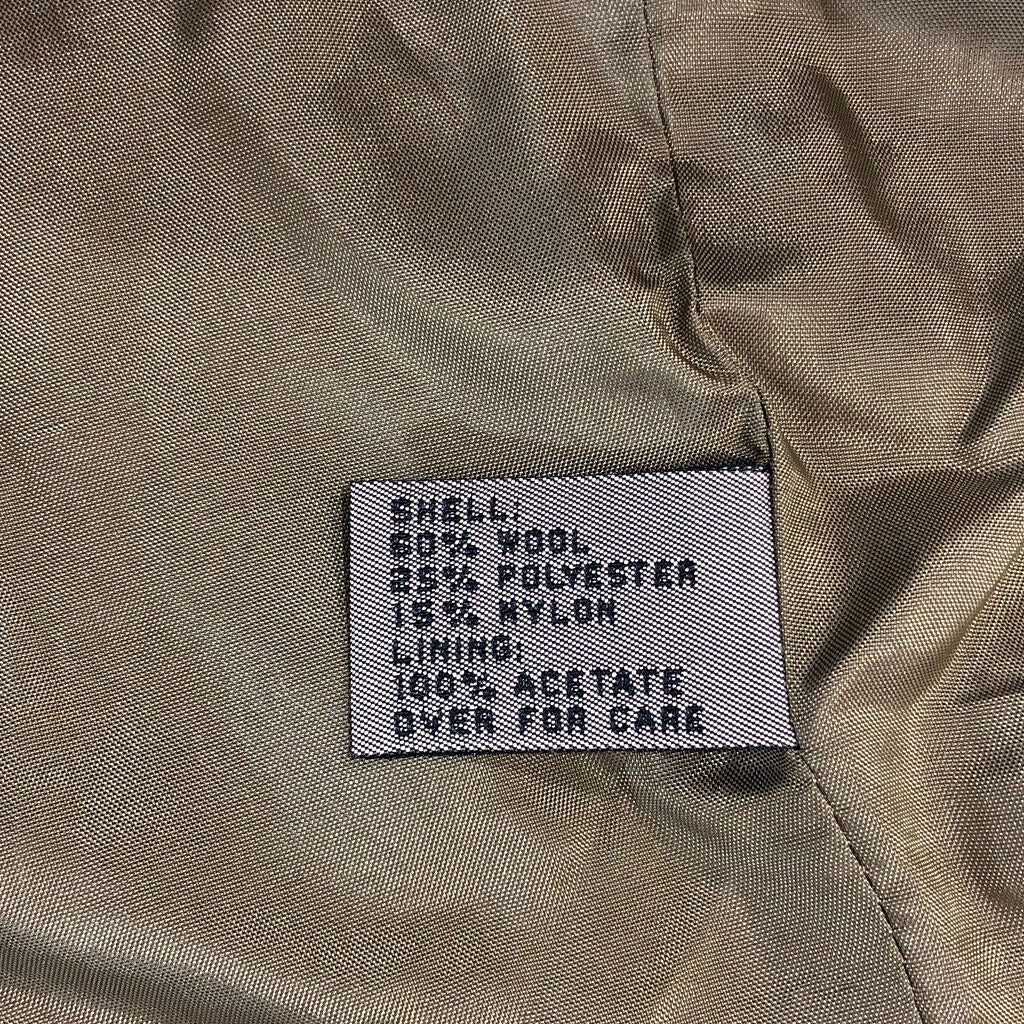 SHELL:
60% WOOL
25% POLYESTER
15% NYLON
LINING:
100% ACETATE
OVER FOR CARE